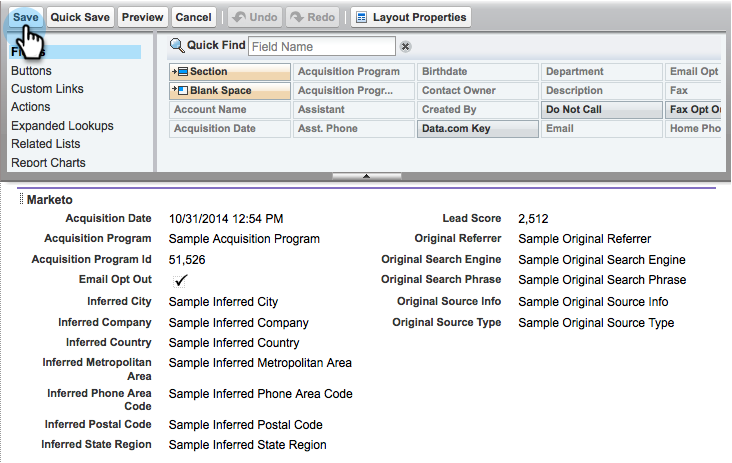 Save Quick Save Preview Cancel Undo Redo Layout Properties
Quick Find Field Name
Buttons
Custom Links
Actions
Expanded Lookups
Related Lists
Report Charts
Section Acquisition Program Birthdate Department Email Opt
Blank Space Acquisition Progr... Contact Owner Description Fax
Account Name Assistant Created By Do Not Call Fax Opt Ou
Acquisition Date Asst. Phone Data.com Key Email Home Pho
Marketo
Acquisition Date 10/31/2014 12:54 PM Lead Score 2,512
Acquisition Program Sample Acquisition Program Original Referrer Sample Original Referrer
Acquisition Program Id 51,526 Original Search Engine Sample Original Search Engine
Email Opt Out Original Search Phrase Sample Original Search Phrase
Inferred City Sample Inferred City Original Source Info Sample Original Source Info
Inferred Company Sample Inferred Company Original Source Type Sample Original Source Type
Inferred Country Sample Inferred Country
Inferred Metropolitan Sample Inferred Metropolitan Area
Area
Inferred Phone Area Sample Inferred Phone Area Code
Code
Inferred Postal Code Sample Inferred Postal Code
Inferred State Region Sample Inferred State Region